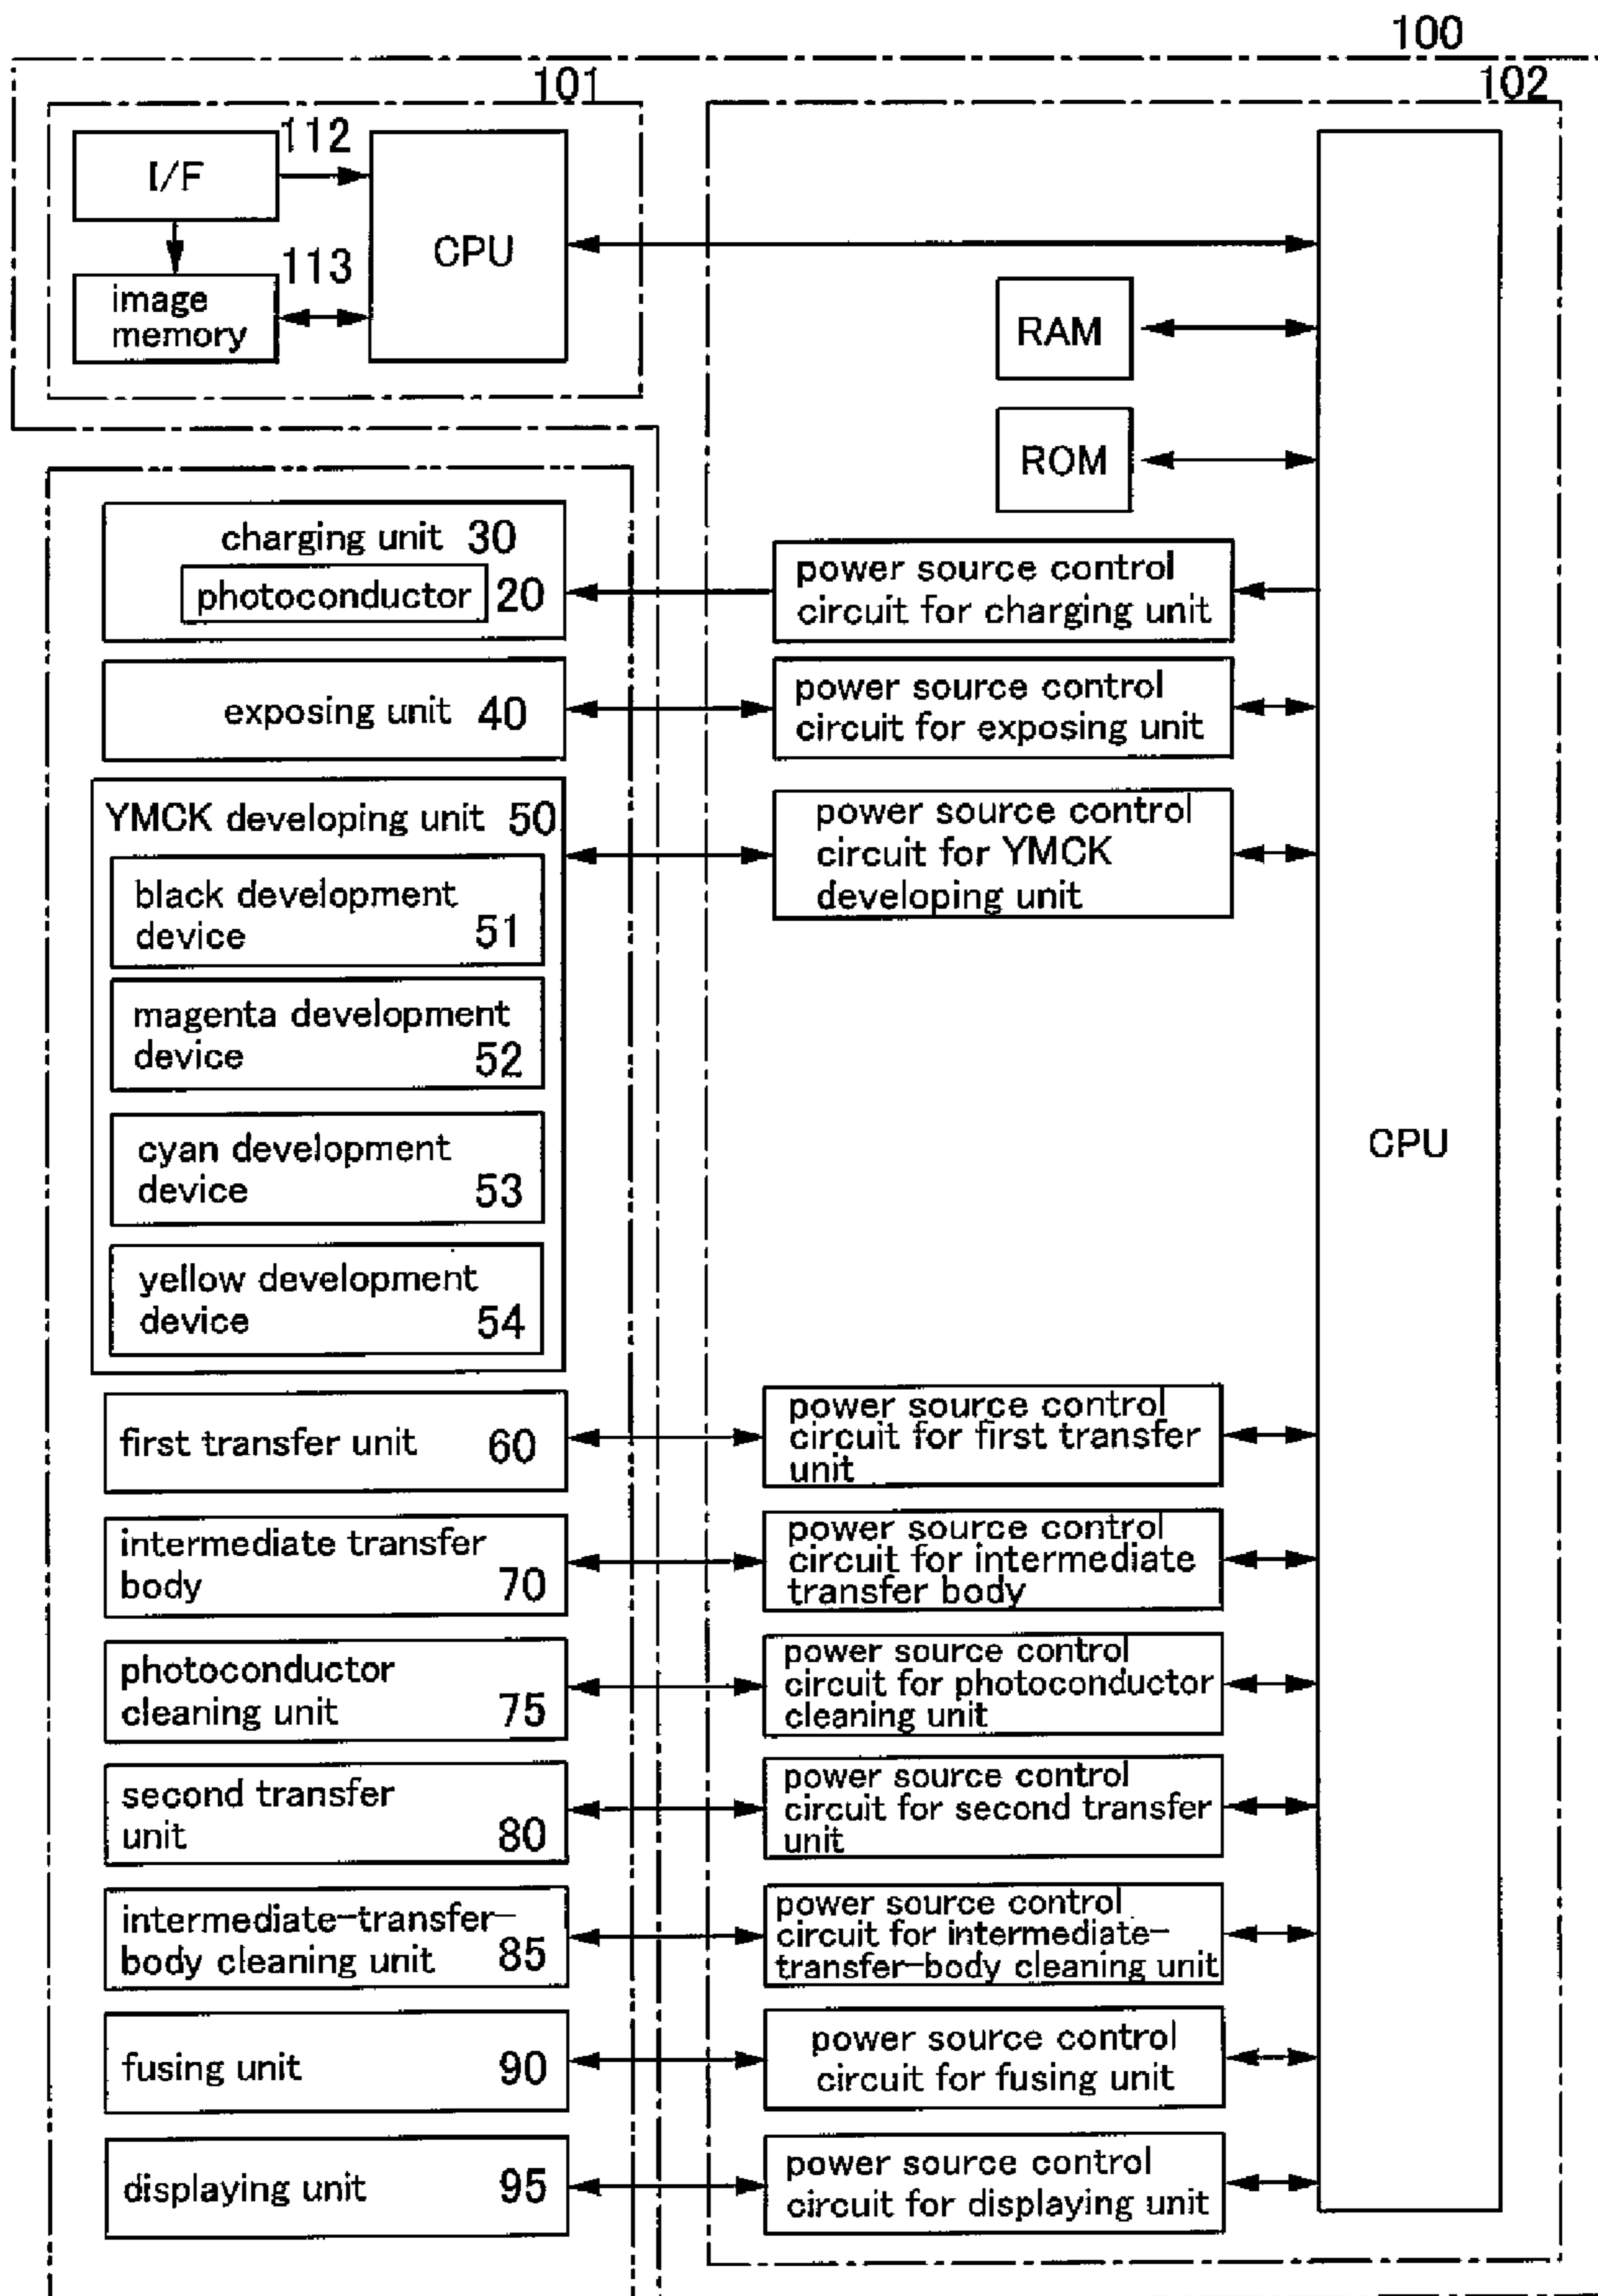 100
101
102
I/F
112
CPU
113
image
memory
RAM
ROM
charging unit 30
photoconductor 20
power source control
circuit for charging unit
exposing unit 40
power source control
circuit for exposing unit
YMCK developing unit 50
power source control
circuit for YMCK
developing unit
black development
device 51
magenta development
device 52
cyan development
device 53
yellow development
device 54
CPU
first transfer unit 60
power source control
circuit for first transfer
unit
intermediate transfer
body 70
power source control
circuit for intermediate
transfer body
photoconductor
cleaning unit 75
power source control
circuit for photoconductor
cleaning unit
second transfer
unit 80
power source control
circuit for second transfer
unit
intermediate-transfer-
body cleaning unit 85
power source control
circuit for intermediate-
transfer-body cleaning unit
fusing unit 90
power source control
circuit for fusing unit
displaying unit 95
power source control
circuit for displaying unit